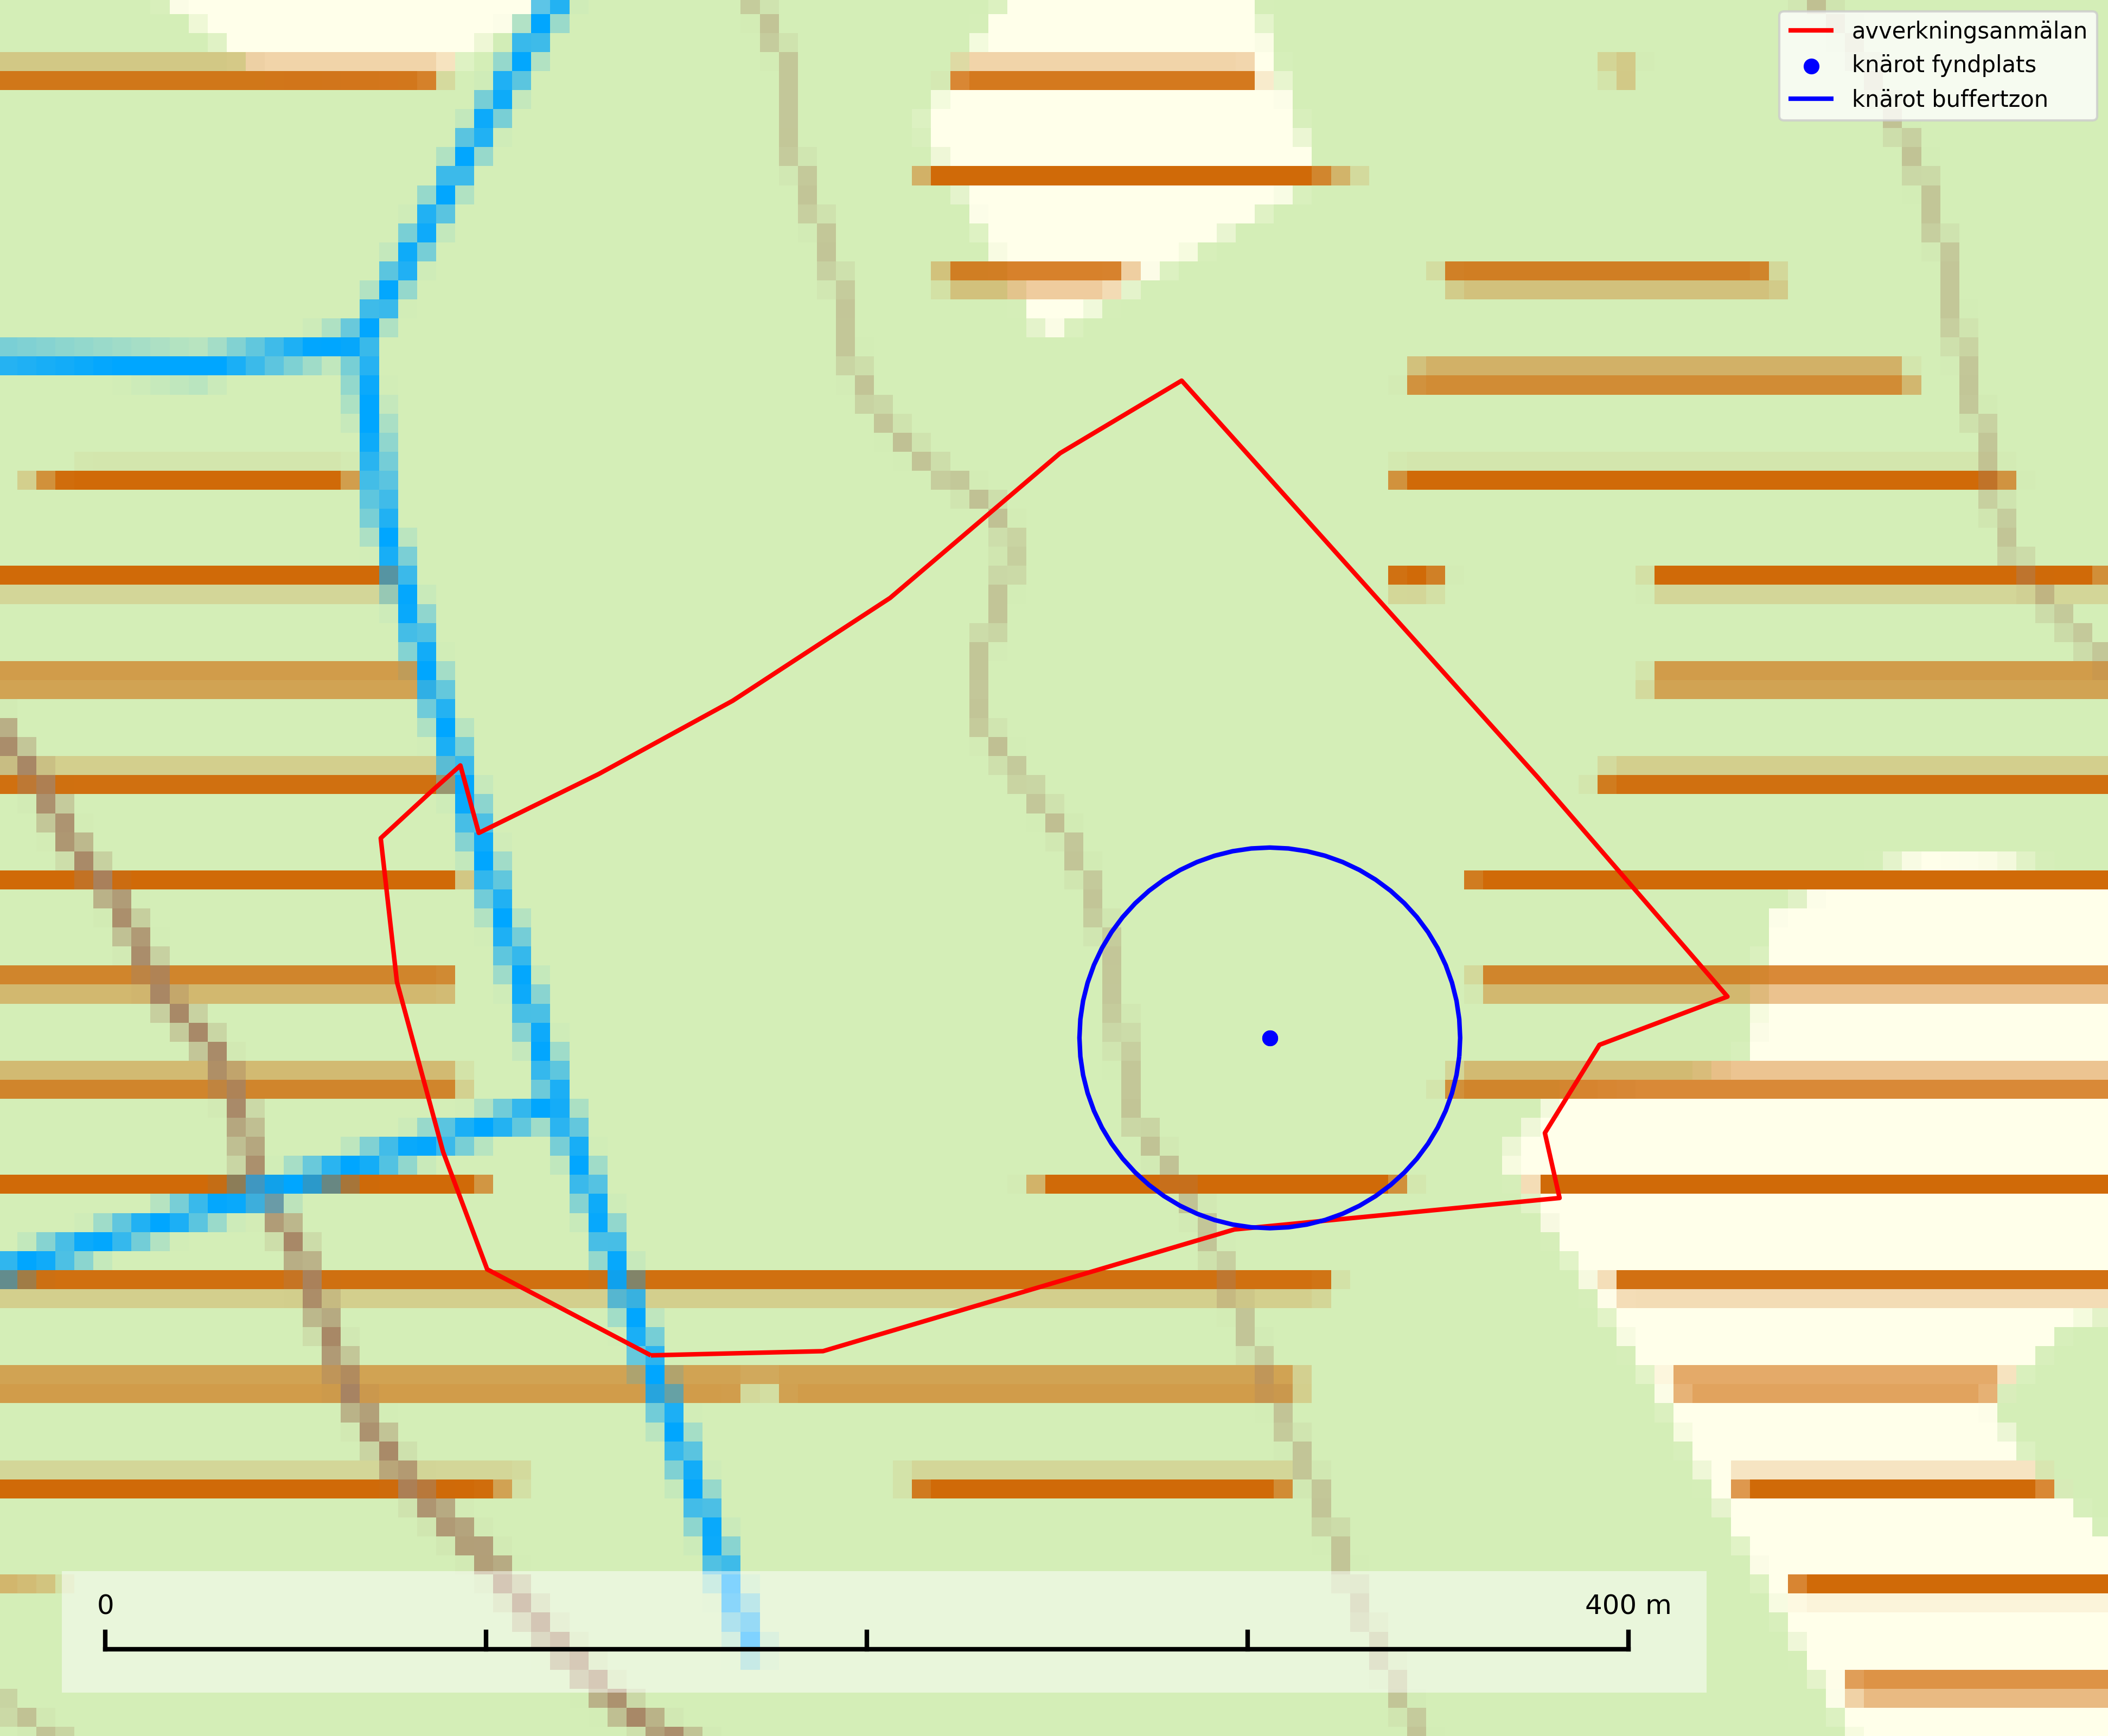 avverkningsanmälan
knärot fyndplats
knärot buffertzon
0
400 m